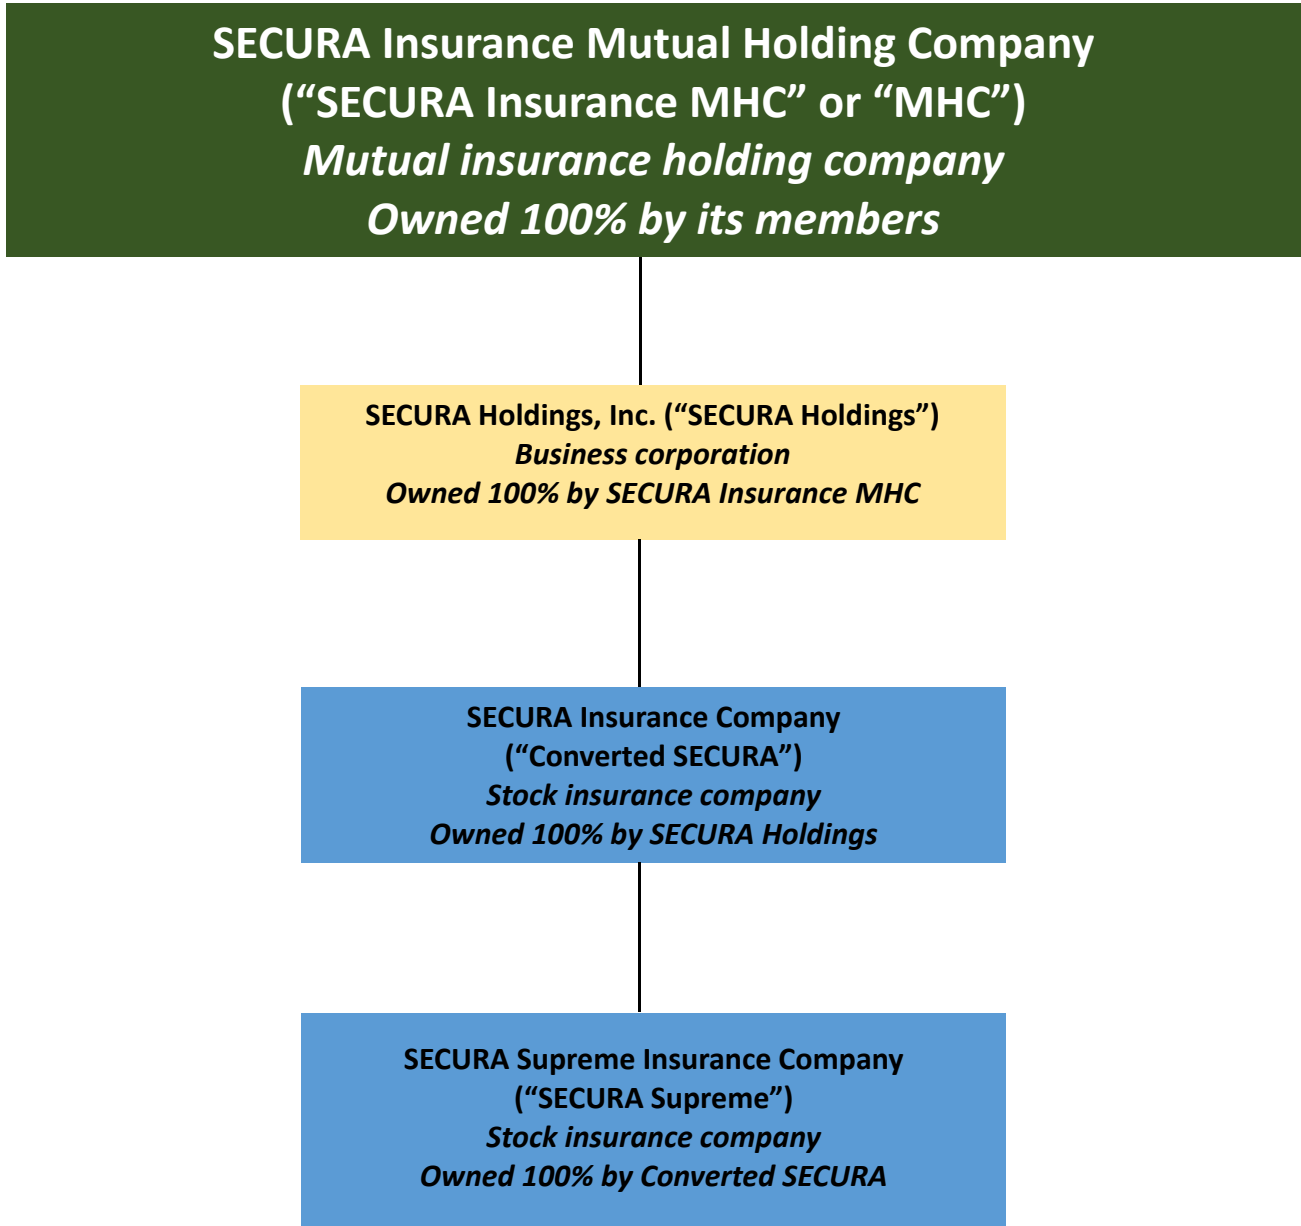 SECURA Insurance Mutual Holding Company
(“SECURA Insurance MHC” or “MHC”)
Mutual insurance holding company
Owned 100% by its members
SECURA Holdings, Inc. (“SECURA Holdings”)
Business corporation
Owned 100% by SECURA Insurance MHC
SECURA Insurance Company
(“Converted SECURA”)
Stock insurance company
Owned 100% by SECURA Holdings
SECURA Supreme Insurance Company
(“SECURA Supreme”)
Stock insurance company
Owned 100% by Converted SECURA